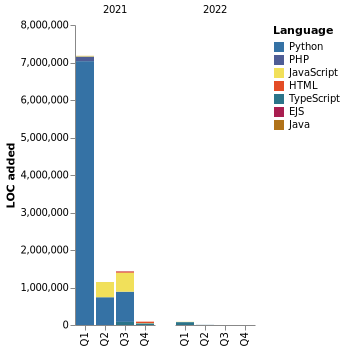 2021 2022
8,000,000
7,000,000
6,000,000
5,000,000
4,000,000
3,000,000
2,000,000
1,000,000
0
LOC added
Q1 Q2 Q3 Q4 Q1 Q2 Q3 Q4
Language
Python
PHP
JavaScript
HTML
TypeScript
EJS
Java